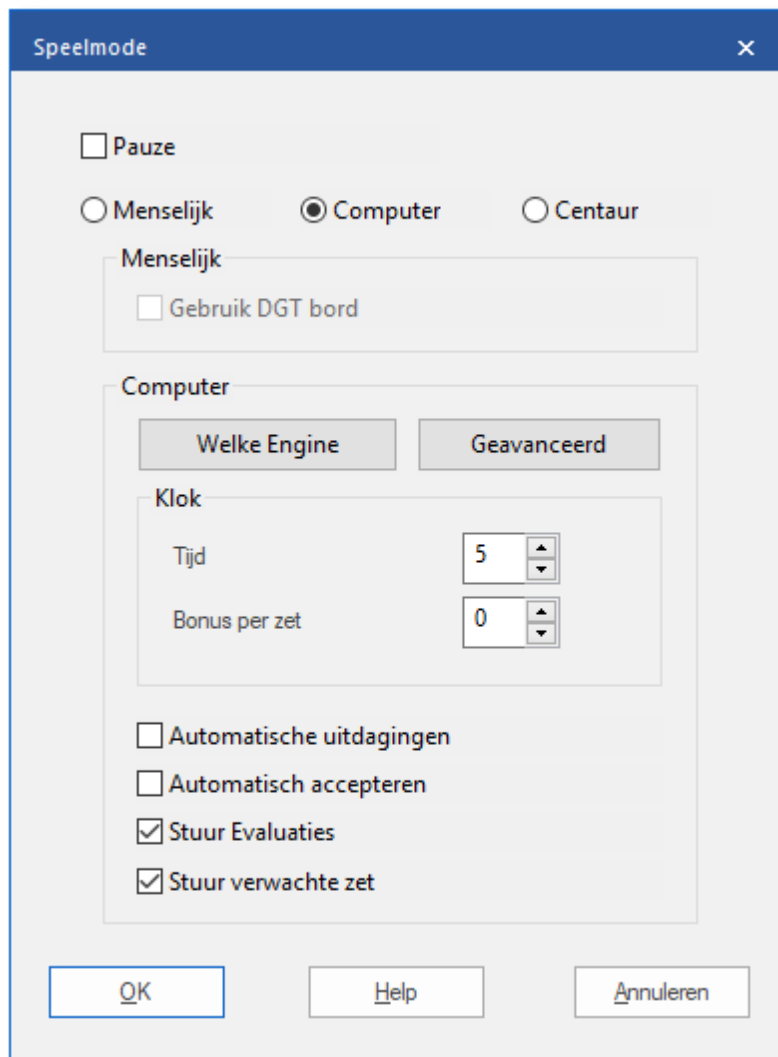 Speelmode
Pauze
Menselijk Computer Centaur
Menselijk
Gebruik DGT bord
Computer
Welke Engine Geavanceerd
Klok
Tijd 5
Bonus per zet 0
Automatische uitdagingen
Automatisch accepteren
Stuur Evaluaties
Stuur verwachte zet
OK Help Annuleren